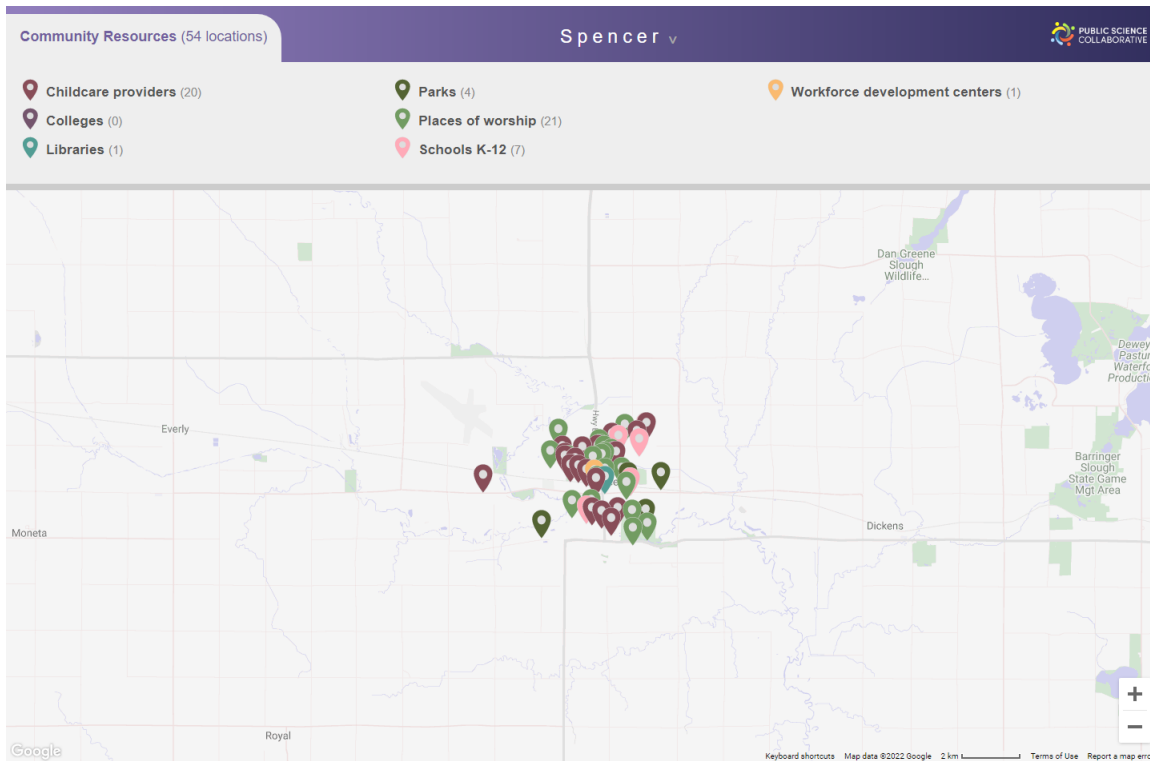 Community Resources (54 locations)
Spencer v
PUBLIC SCIENCE
COLLABORATIVE
Childcare providers (20)
Parks (4)
Workforce development centers (1)
Colleges (0)
Places of worship (21)
Libraries (1)
Schools K-12 (7)
Dan Greene
Slough
Wildlife...
Dewey
Pastur
Waterfo
Productio
Hwy
Everly
Barringer
Slough
State Game
Mgt Area
Moneta
Dickens
Royal
+
−
Google
Keyboard shortcuts Map data ©2022 Google 2 km Terms of Use Report a map erro